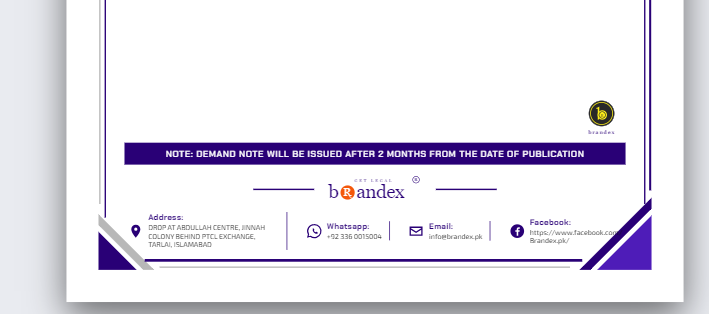 brandex
NOTE: DEMAND NOTE WILL BE ISSUED AFTER 2 MONTHS FROM THE DATE OF PUBLICATION
GET LEGAL
bRandex ®
Address:
DROP AT ABDULLAH CENTRE, JINNAH
COLONY BEHIND PTCL EXCHANGE,
TARLAI, ISLAMABAD
Whatsapp:
+92 336 0015004
Email:
info@brandex.pk
Facebook:
https://www.facebook.com
Brandex.pk/